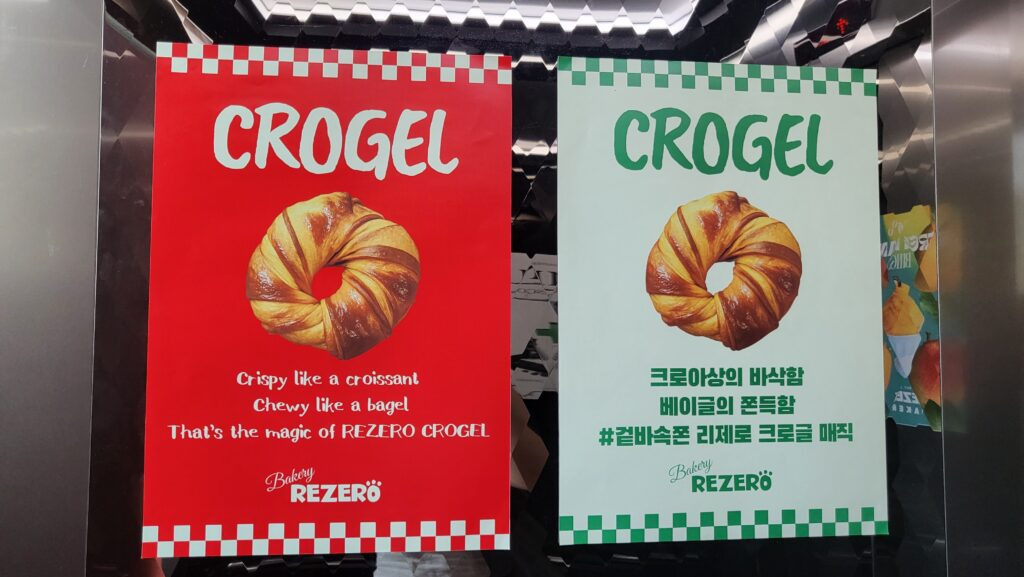 CROGEL
Crispy like a croissant
Chewy like a bagel
That's the magic of REZERO CROGEL
Bakery
REZERO
CROGEL
크로아상의 바삭함
베이글의 쫀득함
#겉바속쫀 리제로 크로글 매직
Bakery
REZERO